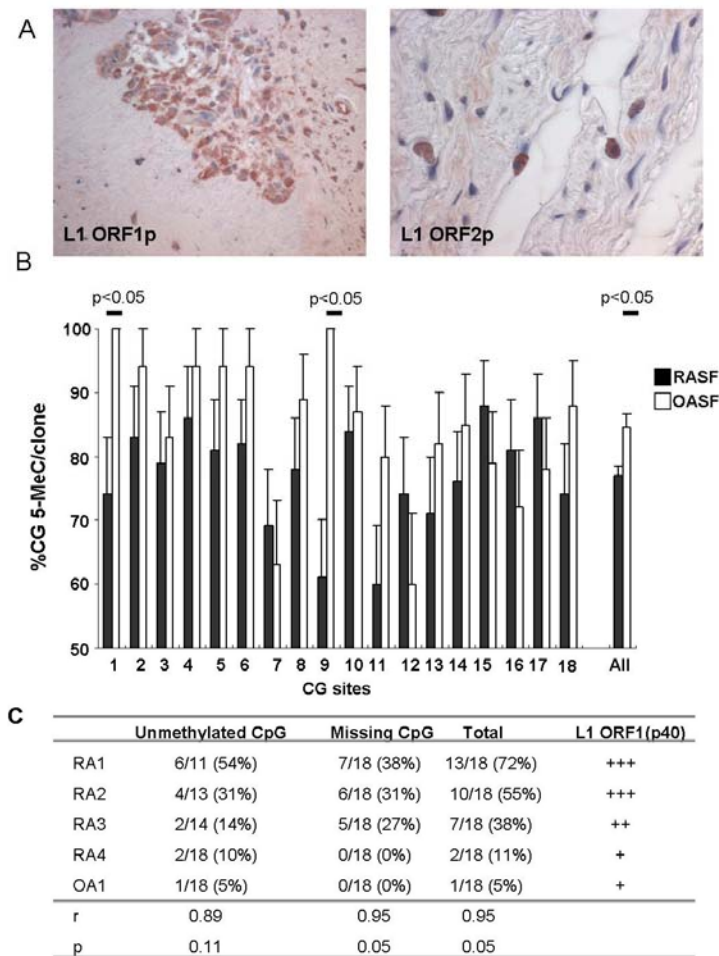 A
L1 ORF1p
L1 ORF2p
B
p<0.05
p<0.05
p<0.05
100
90
80
70
60
50
%CG 5-MeC/clone
RASF
OASF
1 2 3 4 5 6 7 8 9 10 11 12 13 14 15 16 17 18 All
CG sites
C
Unmethylated CpG Missing CpG Total L1 ORF1(p40)
RA1 6/11 (54%) 7/18 (38%) 13/18 (72%) +++
RA2 4/13 (31%) 6/18 (31%) 10/18 (55%) +++
RA3 2/14 (14%) 5/18 (27%) 7/18 (38%) ++
RA4 2/18 (10%) 0/18 (0%) 2/18 (11%) +
OA1 1/18 (5%) 0/18 (0%) 1/18 (5%) +
r 0.89 0.95 0.95
p 0.11 0.05 0.05